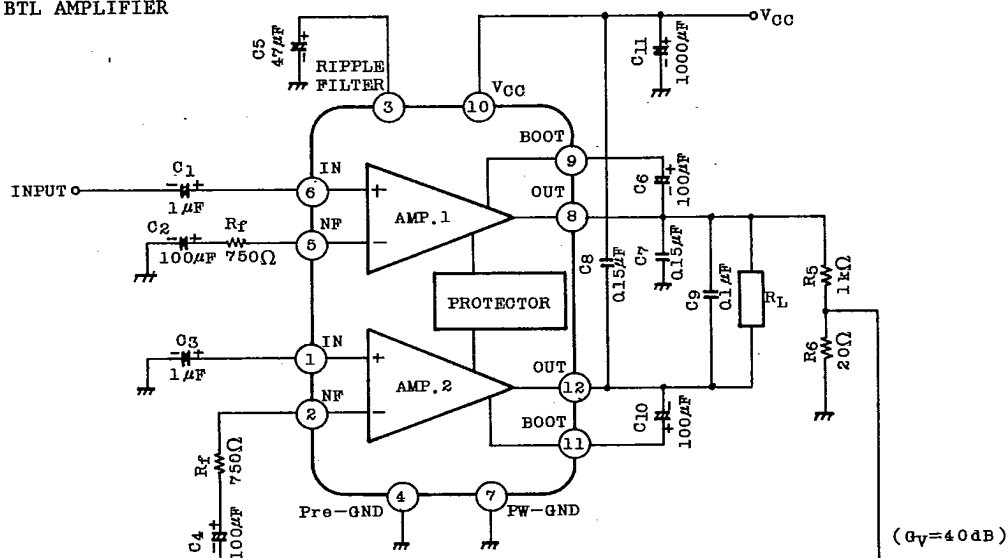 BTL AMPLIFIER
VCC
C5
47μF
RIPPLE
FILTER
3
VCC
10
C11
1000μF
BOOT
9
C6
100μF
INPUT
C1
1μF
IN
6
OUT
8
AMP.1
C2
100μF
Rf
750Ω
NF
5
C8
0.15μF
C7
0.15μF
C9
0.1μF
RL
R5
1kΩ
PROTECTOR
C3
1μF
IN
1
OUT
12
R6
20Ω
AMP.2
NF
2
BOOT
11
C10
100μF
Rf
750Ω
Pre-GND
4
7
PW-GND
C4
100μF
(GV=40dB)